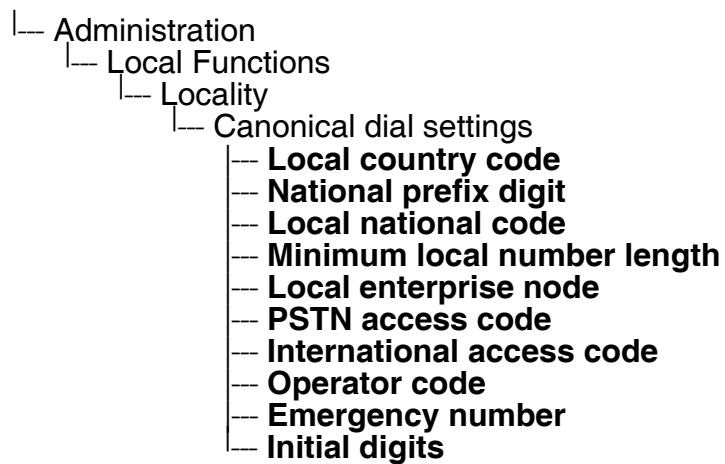 |--- Administration
|--- Local Functions
|--- Locality
|--- Canonical dial settings
|--- Local country code
|--- National prefix digit
|--- Local national code
|--- Minimum local number length
|--- Local enterprise node
|--- PSTN access code
|--- International access code
|--- Operator code
|--- Emergency number
|--- Initial digits